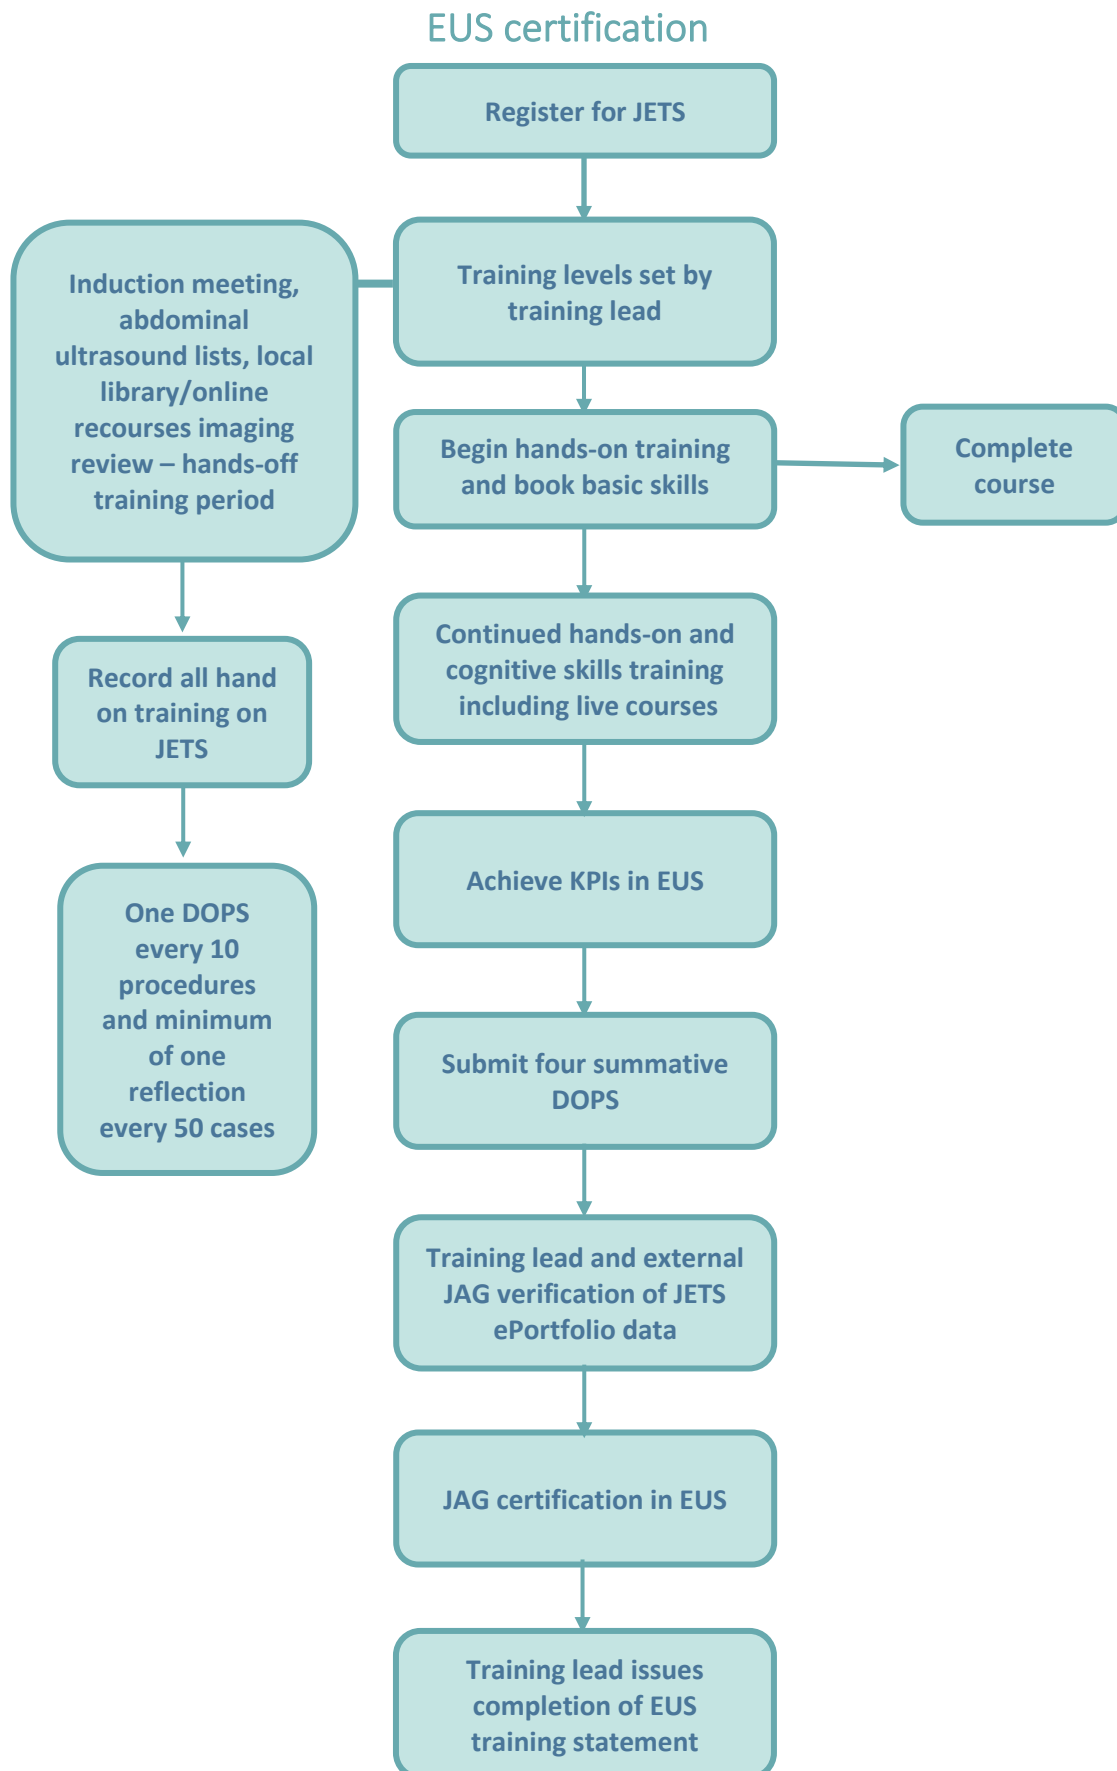 EUS certification
Register for JETS
Training levels set by
training lead
Induction meeting,
abdominal
ultrasound lists, local
library/online
recourses imaging
review – hands-off
training period
Begin hands-on training
and book basic skills
Complete
course
Continued hands-on and
cognitive skills training
including live courses
Record all hand
on training on
JETS
Achieve KPIs in EUS
One DOPS
every 10
procedures
and minimum
of one
reflection
every 50 cases
Submit four summative
DOPS
Training lead and external
JAG verification of JETS
ePortfolio data
JAG certification in EUS
Training lead issues
completion of EUS
training statement